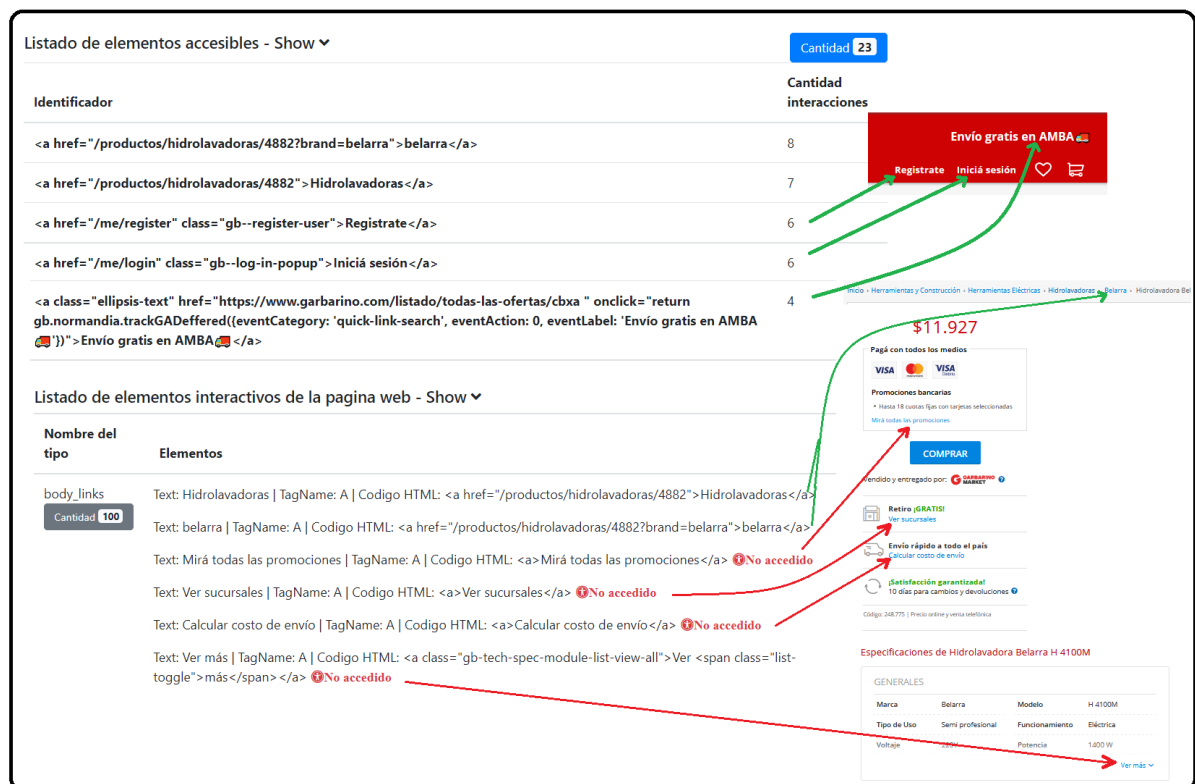 Listado de elementos accesibles - Show
Cantidad 23
Identificador
Cantidad
interacciones
<a href="/productos/hidrolavadoras/4882?brand=belarra">belarra</a>
8
<a href="/productos/hidrolavadoras/4882">Hidrolavadoras</a>
7
<a href="/me/register" class="gb--register-user">Registrate</a>
6
<a href="/me/login" class="gb--log-in-popup">Iniciá sesión</a>
6
<a class="ellipsis-text" href="https://www.garbarino.com/listado/todas-las-ofertas/cbxa " onclick="return
gb.normandia.trackGADeffered({eventCategory: 'quick-link-search', eventAction: 0, eventLabel: 'Envío gratis en AMBA
🚚'})">Envío gratis en AMBA🚚</a>
4
Listado de elementos interactivos de la pagina web - Show
Nombre del
tipo
Elementos
body_links
Cantidad 100
Text: Hidrolavadoras | TagName: A | Codigo HTML: <a href="/productos/hidrolavadoras/4882">Hidrolavadoras</a>
Text: belarra | TagName: A | Codigo HTML: <a href="/productos/hidrolavadoras/4882?brand=belarra">belarra</a>
Text: Mirá todas las promociones | TagName: A | Codigo HTML: <a>Mirá todas las promociones</a> No accedido
Text: Ver sucursales | TagName: A | Codigo HTML: <a>Ver sucursales</a> No accedido
Text: Calcular costo de envío | TagName: A | Codigo HTML: <a>Calcular costo de envío</a> No accedido
Text: Ver más | TagName: A | Codigo HTML: <a class="gb-tech-spec-module-list-view-all">Ver <span class="list-
toggle">más</span></a> No accedido
Envío gratis en AMBA🚚
Registrate Iniciá sesión
Inicio Herramientas y Construcción Herramientas Eléctricas Hidrolavadoras Belarra Hidrolavadora Bel
$11.927
Pagá con todos los medios
VISA VISA Débito
Promociones bancarias
• Hasta 18 cuotas fijas con tarjetas seleccionadas
Mirá todas las promociones
COMPRAR
Vendido y entregado por: GARBARINO MARKET
Retiro ¡GRATIS!
Ver sucursales
Envío rápido a todo el país
Calcular costo de envío
¡Satisfacción garantizada!
10 días para cambios y devoluciones
Código: 248.775 | Precio online y venta telefónica
Especificaciones de Hidrolavadora Belarra H 4100M
GENERALES
Marca Belarra Modelo H 4100M
Tipo de Uso Semi profesional Funcionamiento Eléctrica
Voltaje 220V Potencia 1400 W
Ver más